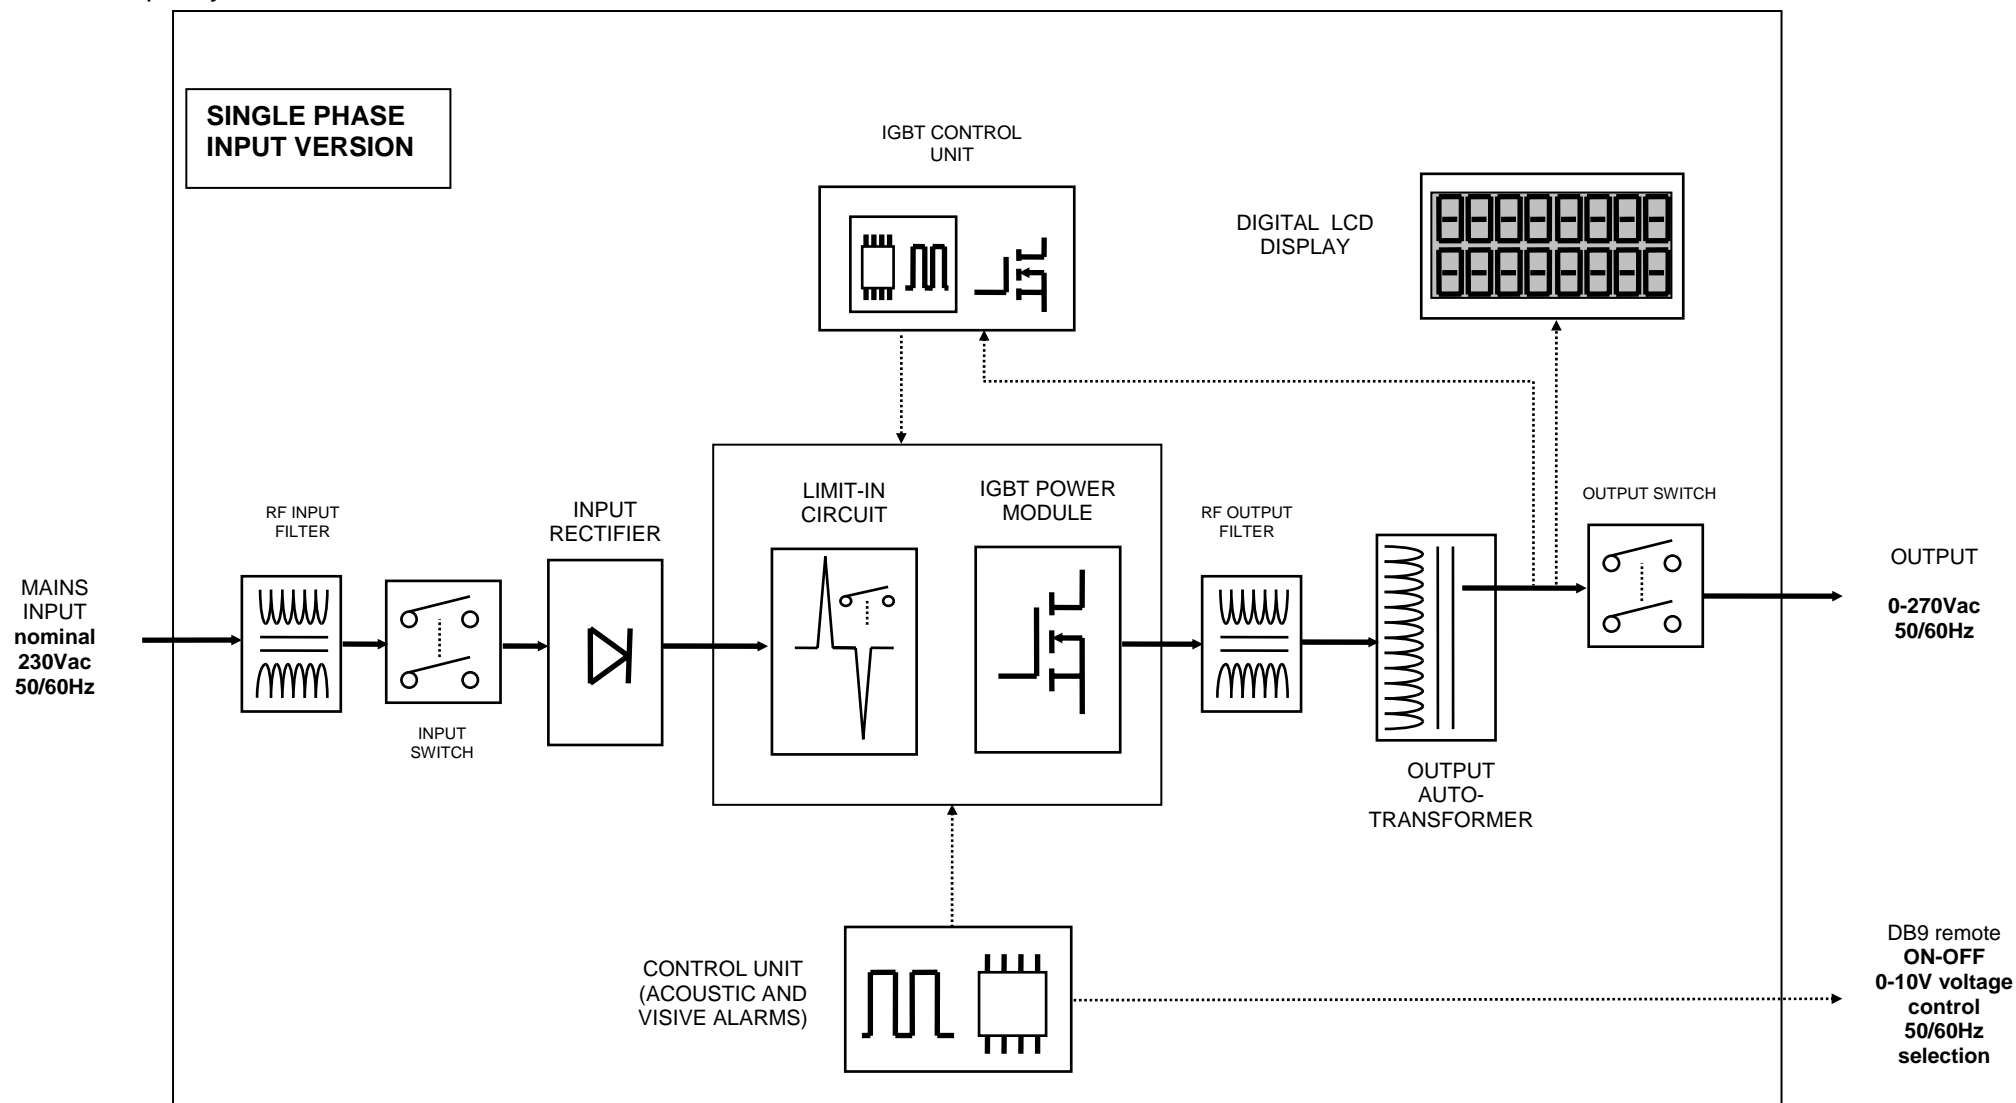 SINGLE PHASE
INPUT VERSION
IGBT CONTROL
UNIT
DIGITAL LCD
DISPLAY
MAINS
INPUT
nominal
230Vac
50/60Hz
RF INPUT
FILTER
INPUT
SWITCH
INPUT
RECTIFIER
LIMIT-IN
CIRCUIT
IGBT POWER
MODULE
RF OUTPUT
FILTER
OUTPUT
AUTO-
TRANSFORMER
OUTPUT SWITCH
OUTPUT
0-270Vac
50/60Hz
CONTROL UNIT
(ACOUSTIC AND
VISIVE ALARMS)
DB9 remote
ON-OFF
0-10V voltage
control
50/60Hz
selection